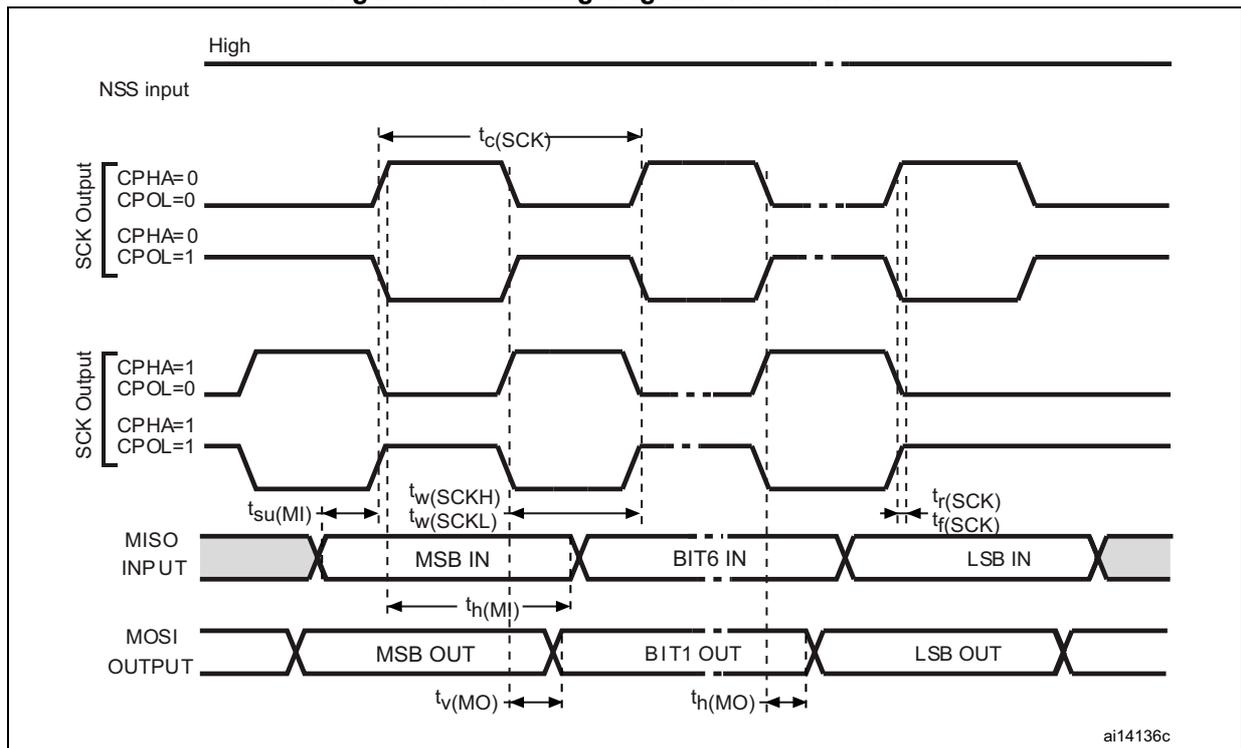 High
NSS input
tc(SCK)
SCK Output
CPHA=0
CPOL=0
CPHA=0
CPOL=1
SCK Output
CPHA=1
CPOL=0
CPHA=1
CPOL=1
tsu(MI)
tw(SCKH)
tw(SCKL)
tr(SCK)
tf(SCK)
MISO
INPUT
MSB IN
BIT6 IN
LSB IN
th(MI)
MOSI
OUTPUT
MSB OUT
BIT1 OUT
LSB OUT
tv(MO)
th(MO)
ai14136c